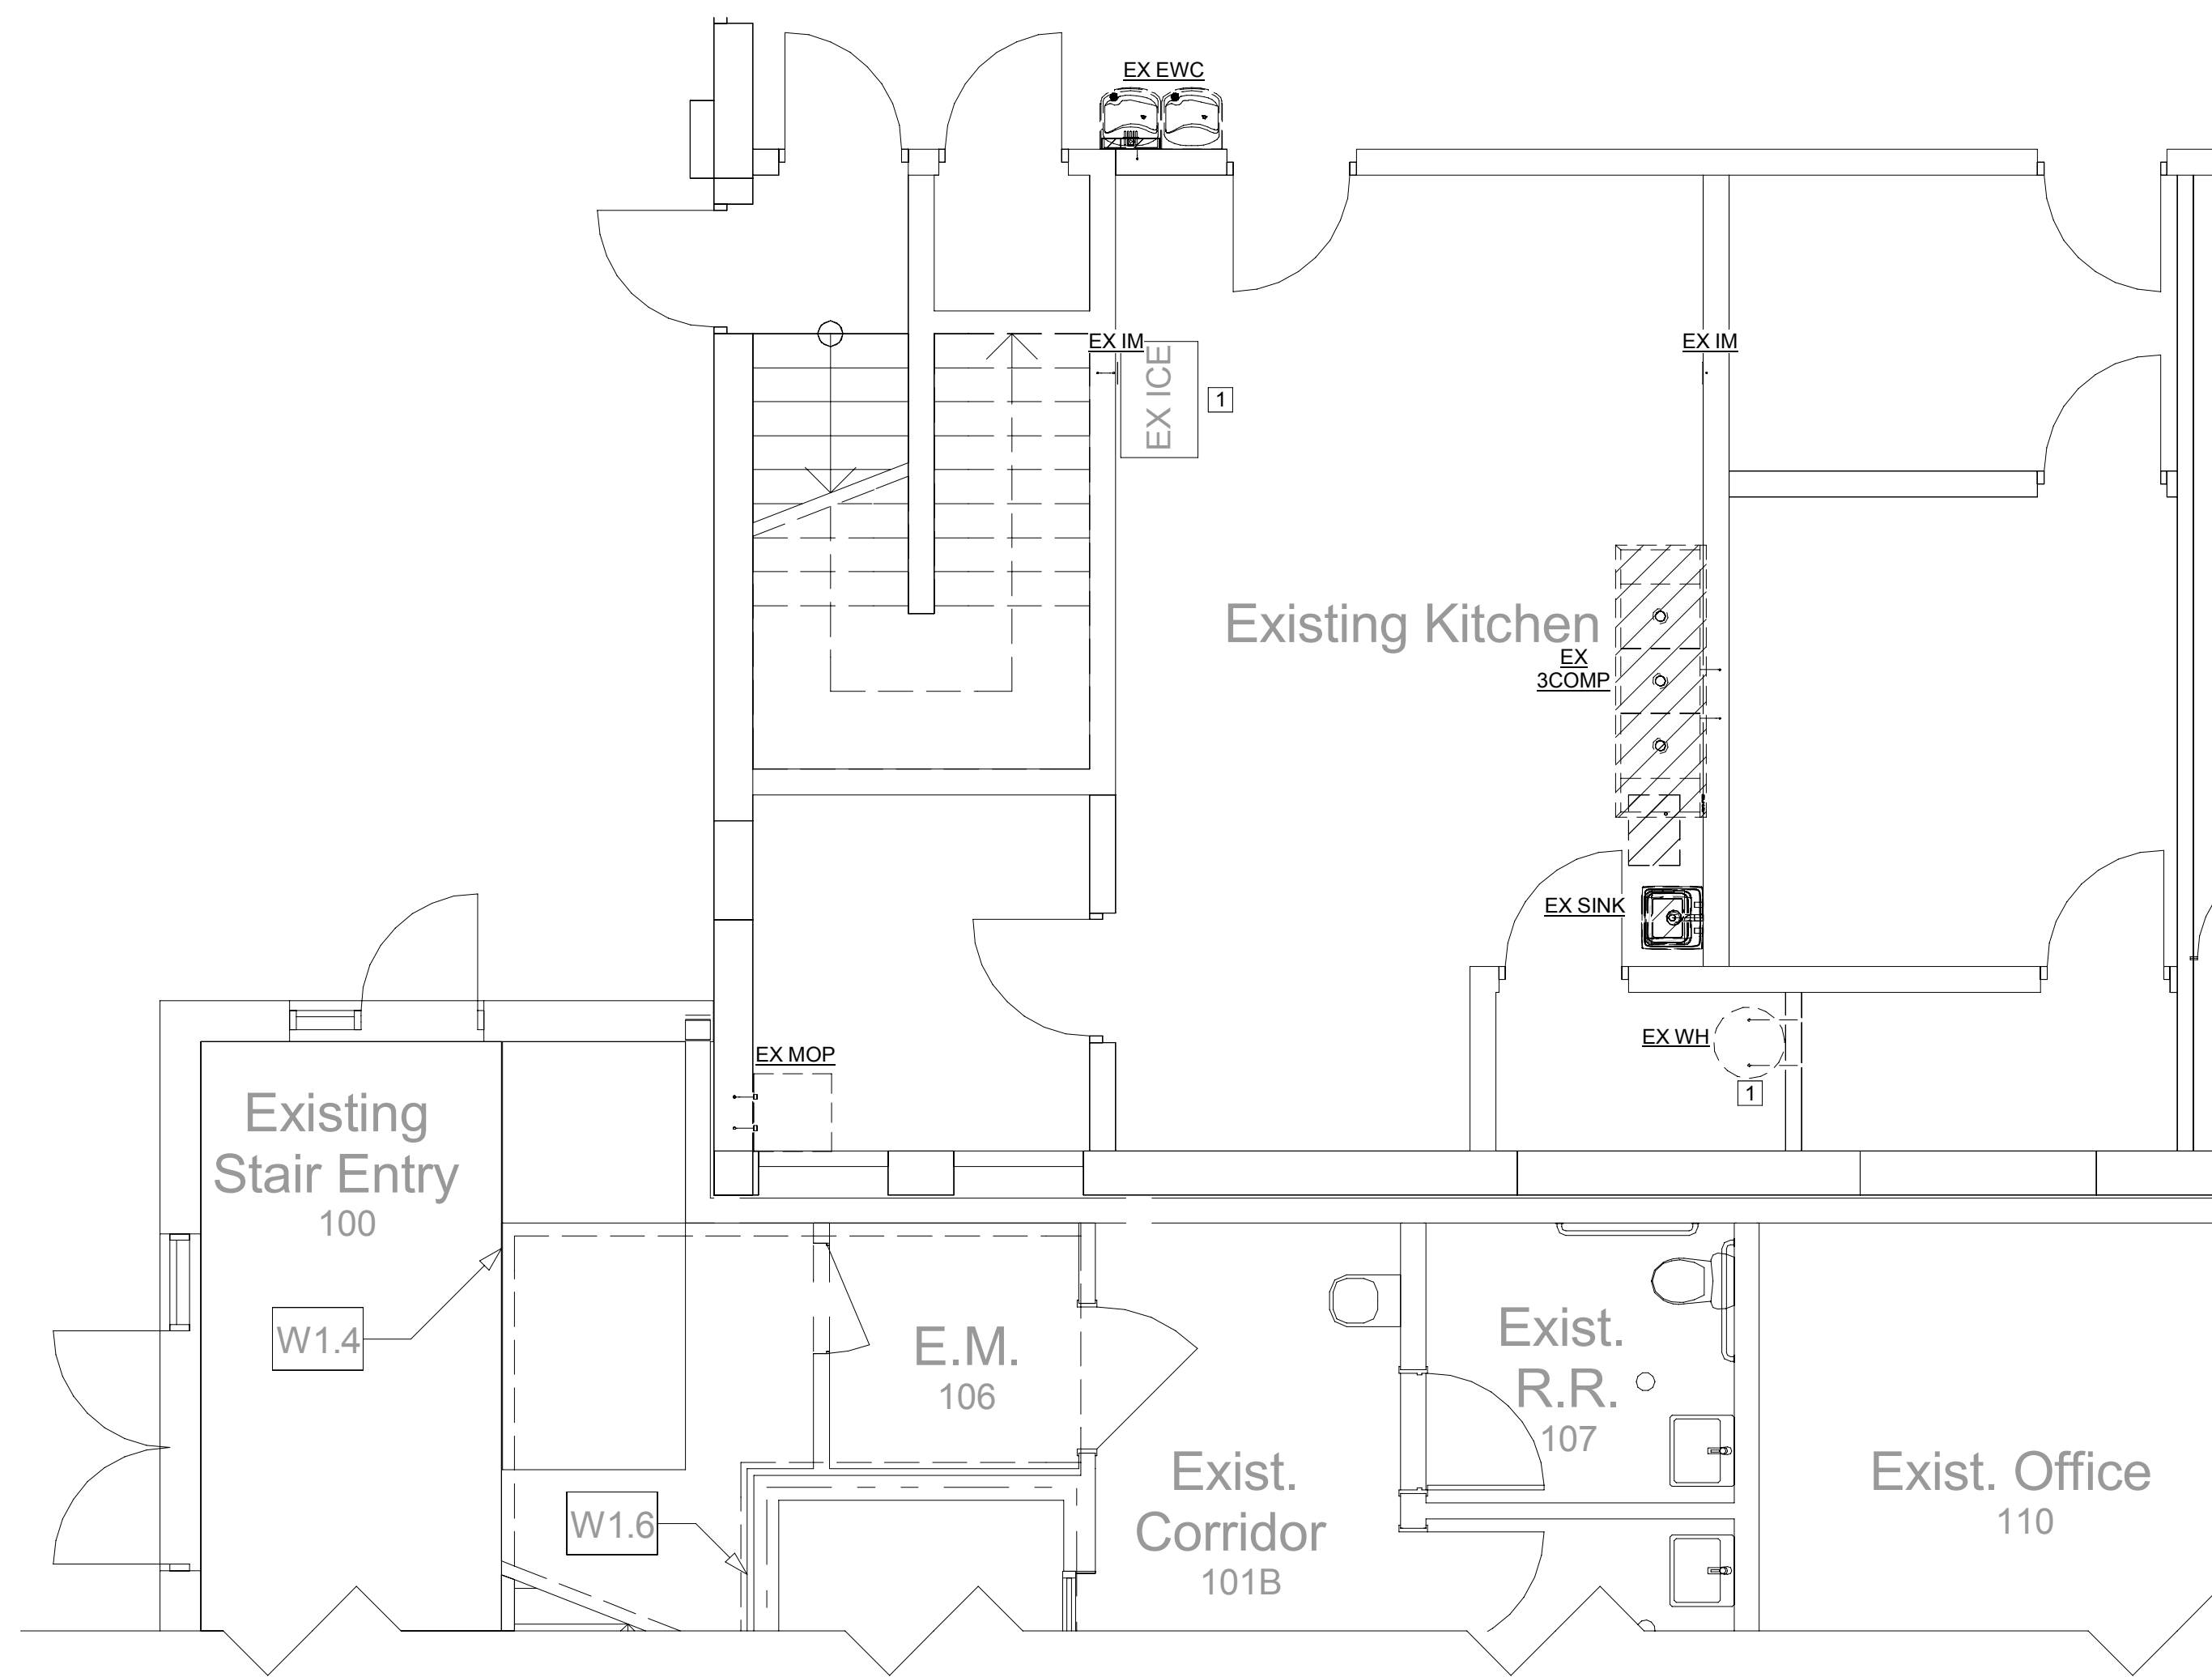 EX EWC
EX IM
EX ICE
1
EX IM
Existing Kitchen
EX
3COMP
EX SINK
EX WH
1
EX MOP
Existing
Stair Entry
100
W1.4
E.M.
106
Exist.
R.R.
107
Exist.
Corridor
101B
Exist. Office
110
W1.6